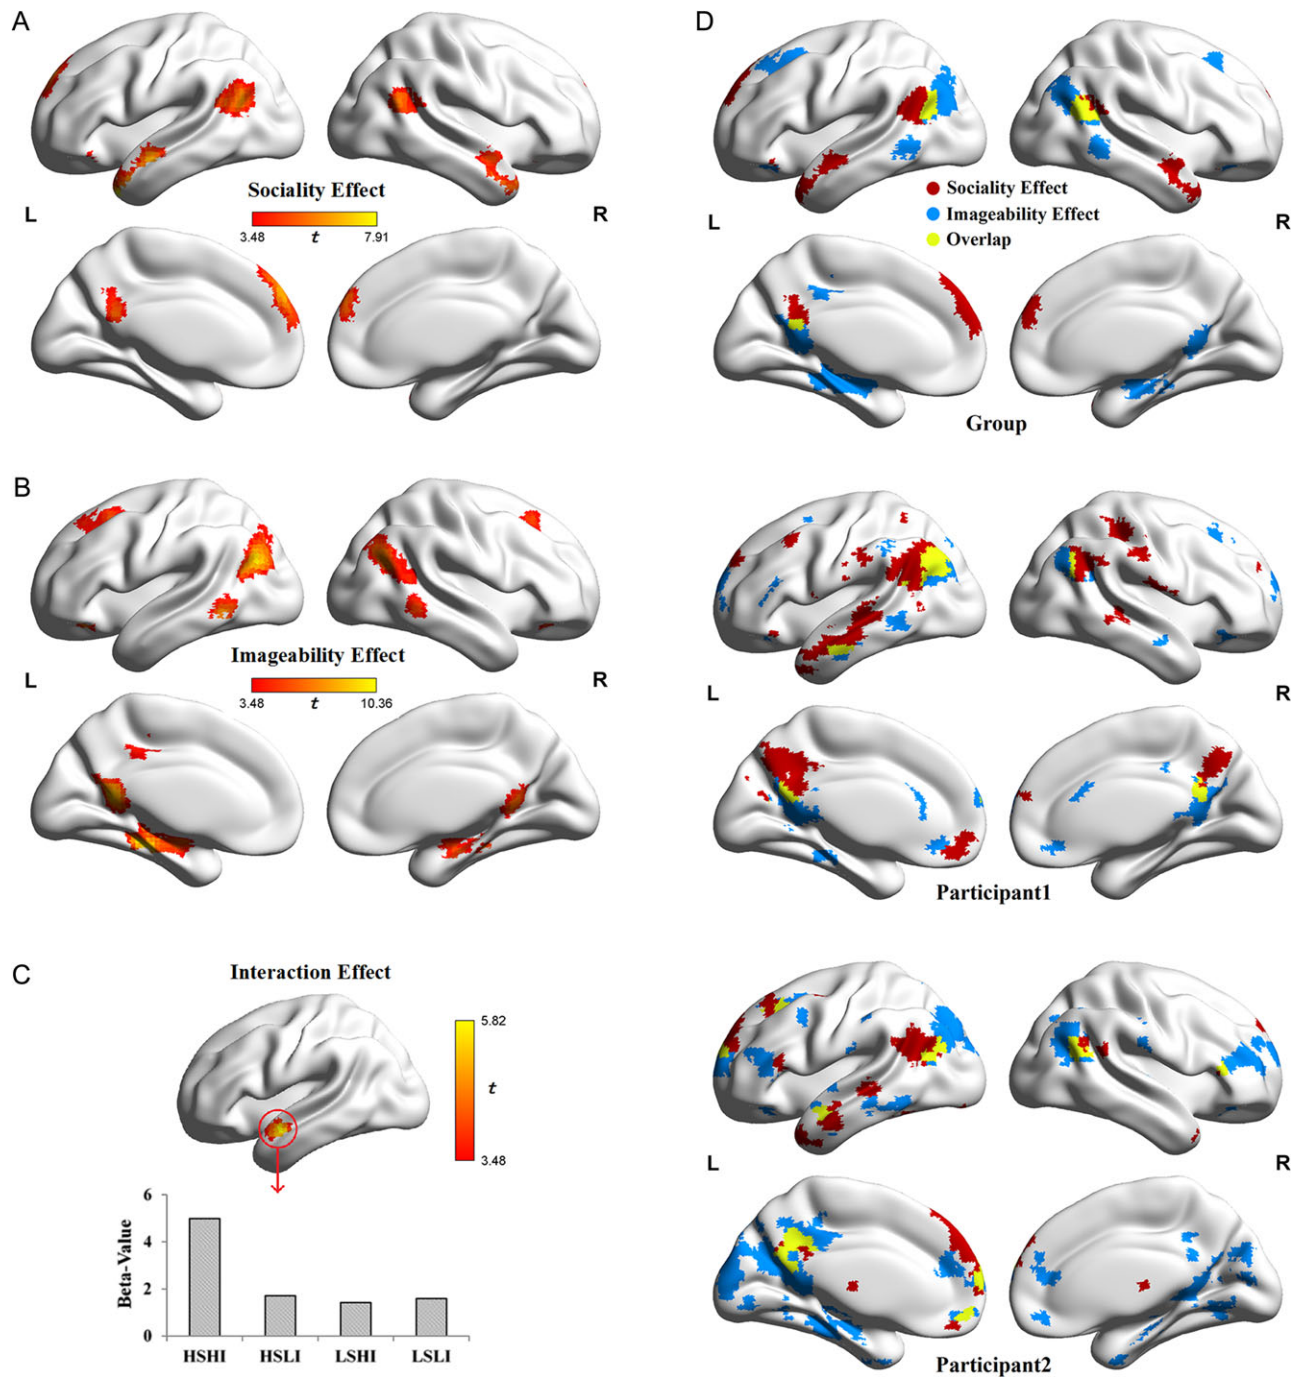 A
Sociality Effect
L
R
3.48
t
7.91
B
Imageability Effect
L
R
3.48
t
10.36
C
Interaction Effect
5.82
t
3.48
6
4
2
0
Beta-Value
HSHI
HSLI
LSHI
LSLI
D
Sociality Effect
Imageability Effect
Overlap
L
R
Group
L
R
Participant1
L
R
Participant2